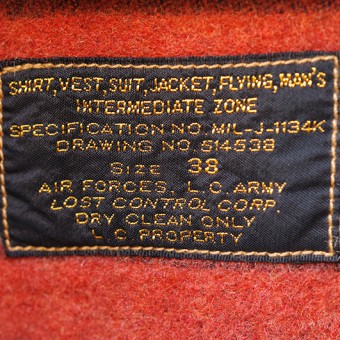 SHIRT,VEST,SUIT,JACKET,FLYING,MAN'S
INTERMEDIATE ZONE
SPECIFICATION NO. MIL-J-1134K
DRAWING NO. 514538
SIZE 38
AIR FORCES, L.C. ARMY
LOST CONTROL CORP.
DRY CLEAN ONLY
L.C. PROPERTY